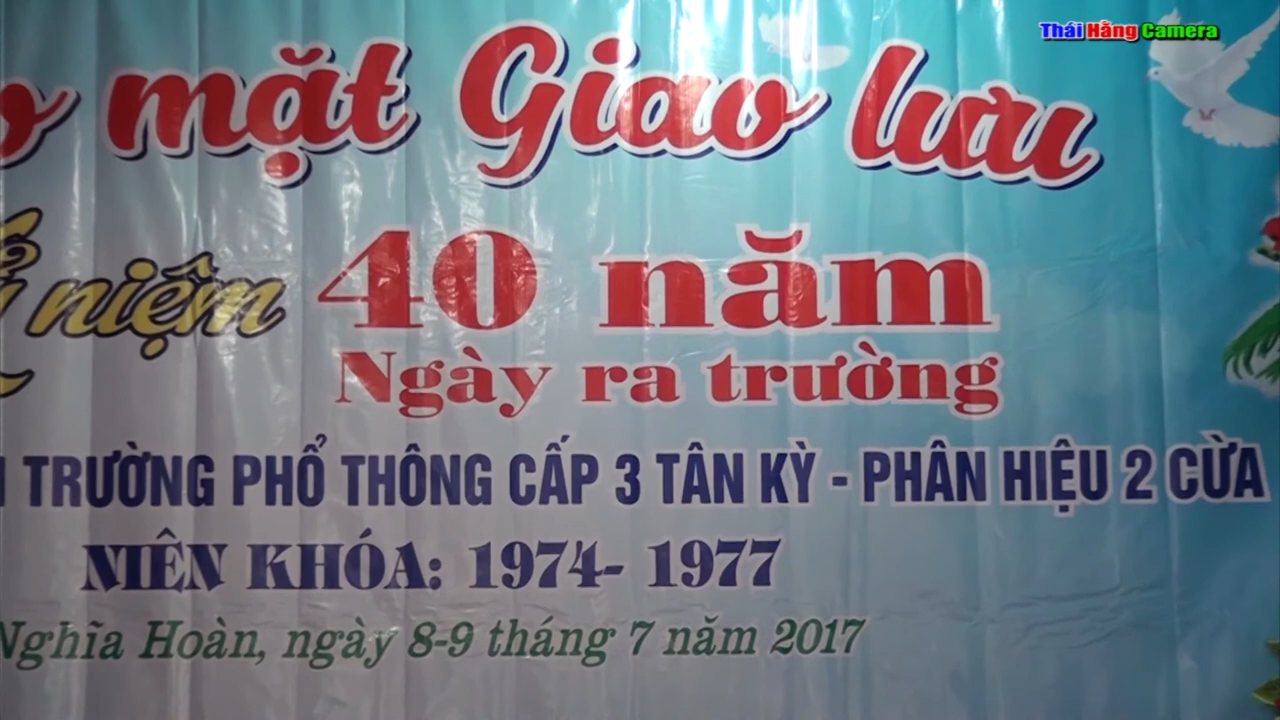 Thái Hằng Camera
mặt Giao lưu
niệm 40 năm
Ngày ra trường
TRƯỜNG PHỔ THÔNG CẤP 3 TÂN KỲ - PHÂN HIỆU 2 CỪA
NIÊN KHÓA: 1974- 1977
Nghĩa Hoàn, ngày 8-9 tháng 7 năm 2017